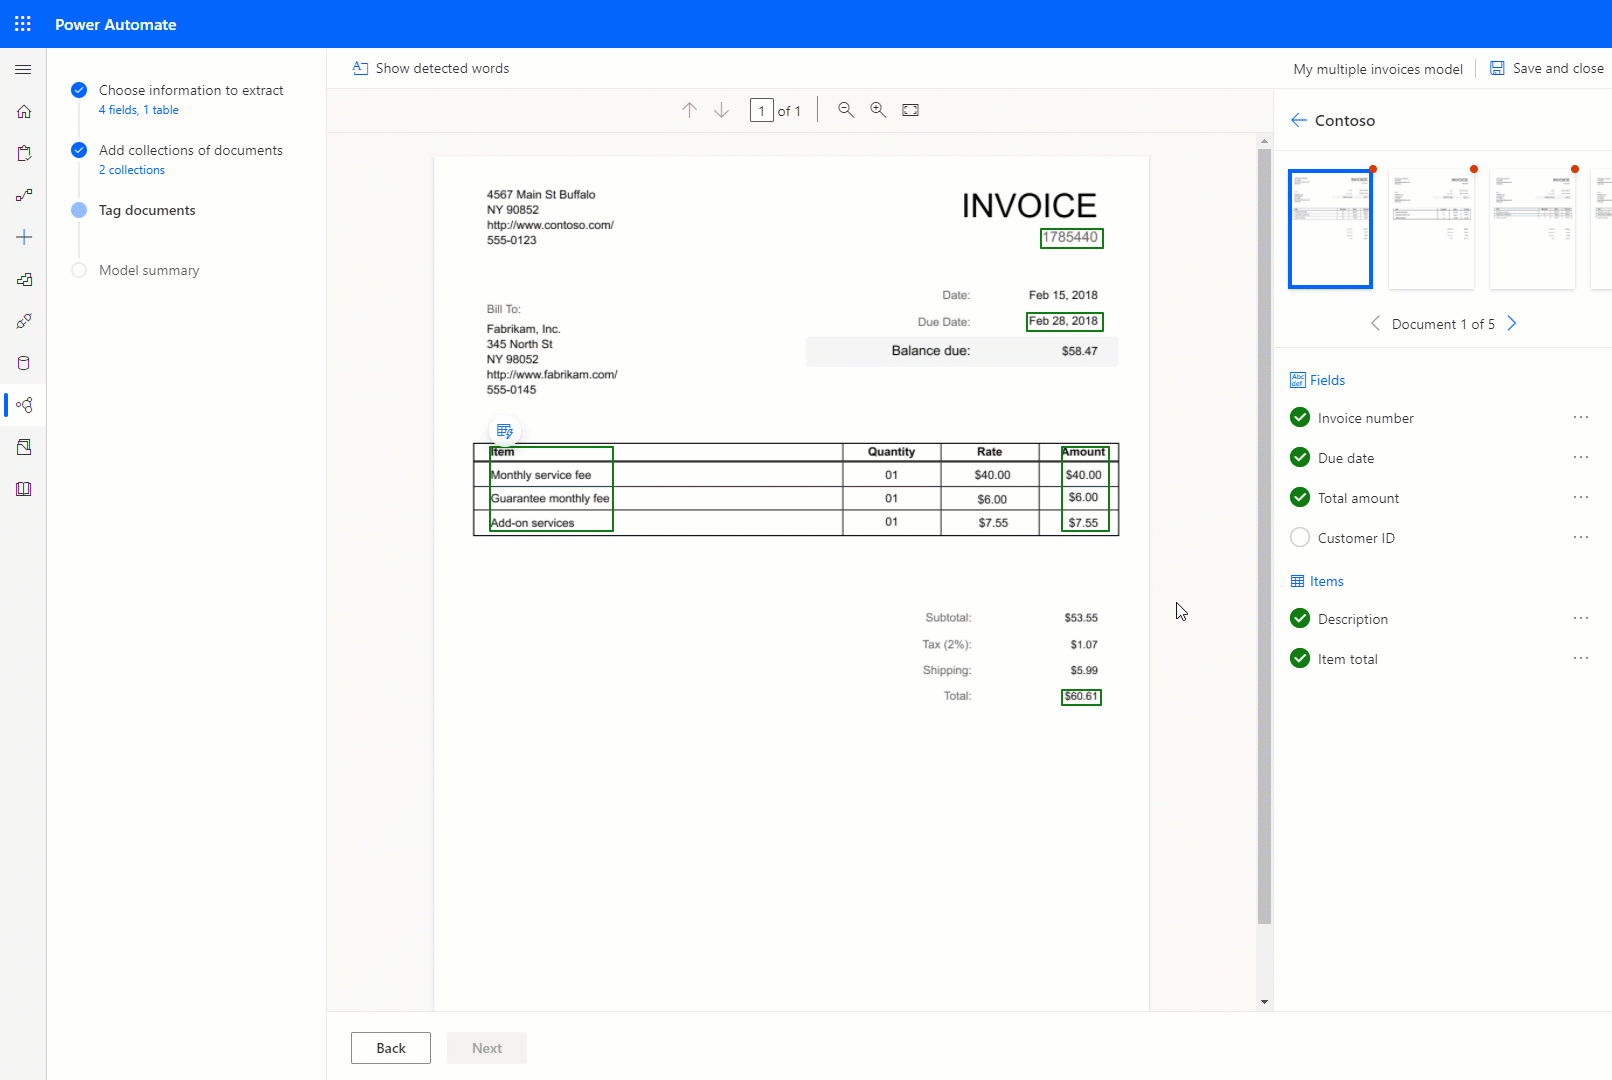 Power Automate
Choose information to extract
4 fields, 1 table
Add collections of documents
2 collections
Tag documents
Model summary
Show detected words
My multiple invoices model
Save and close
1 of 1
4567 Main St Buffalo
NY 90852
http://www.contoso.com/
555-0123
INVOICE
1785440
Date: Feb 15, 2018
Due Date: Feb 28, 2018
Balance due: $58.47
Bill To:
Fabrikam, Inc.
345 North St
NY 98052
http://www.fabrikam.com/
555-0145
Item Quantity Rate Amount
Monthly service fee 01 $40.00 $40.00
Guarantee monthly fee 01 $6.00 $6.00
Add-on services 01 $7.55 $7.55
Subtotal: $53.55
Tax (2%): $1.07
Shipping: $5.99
Total: $60.61
Back
Next
Contoso
Document 1 of 5
Fields
Invoice number
Due date
Total amount
Customer ID
Items
Description
Item total